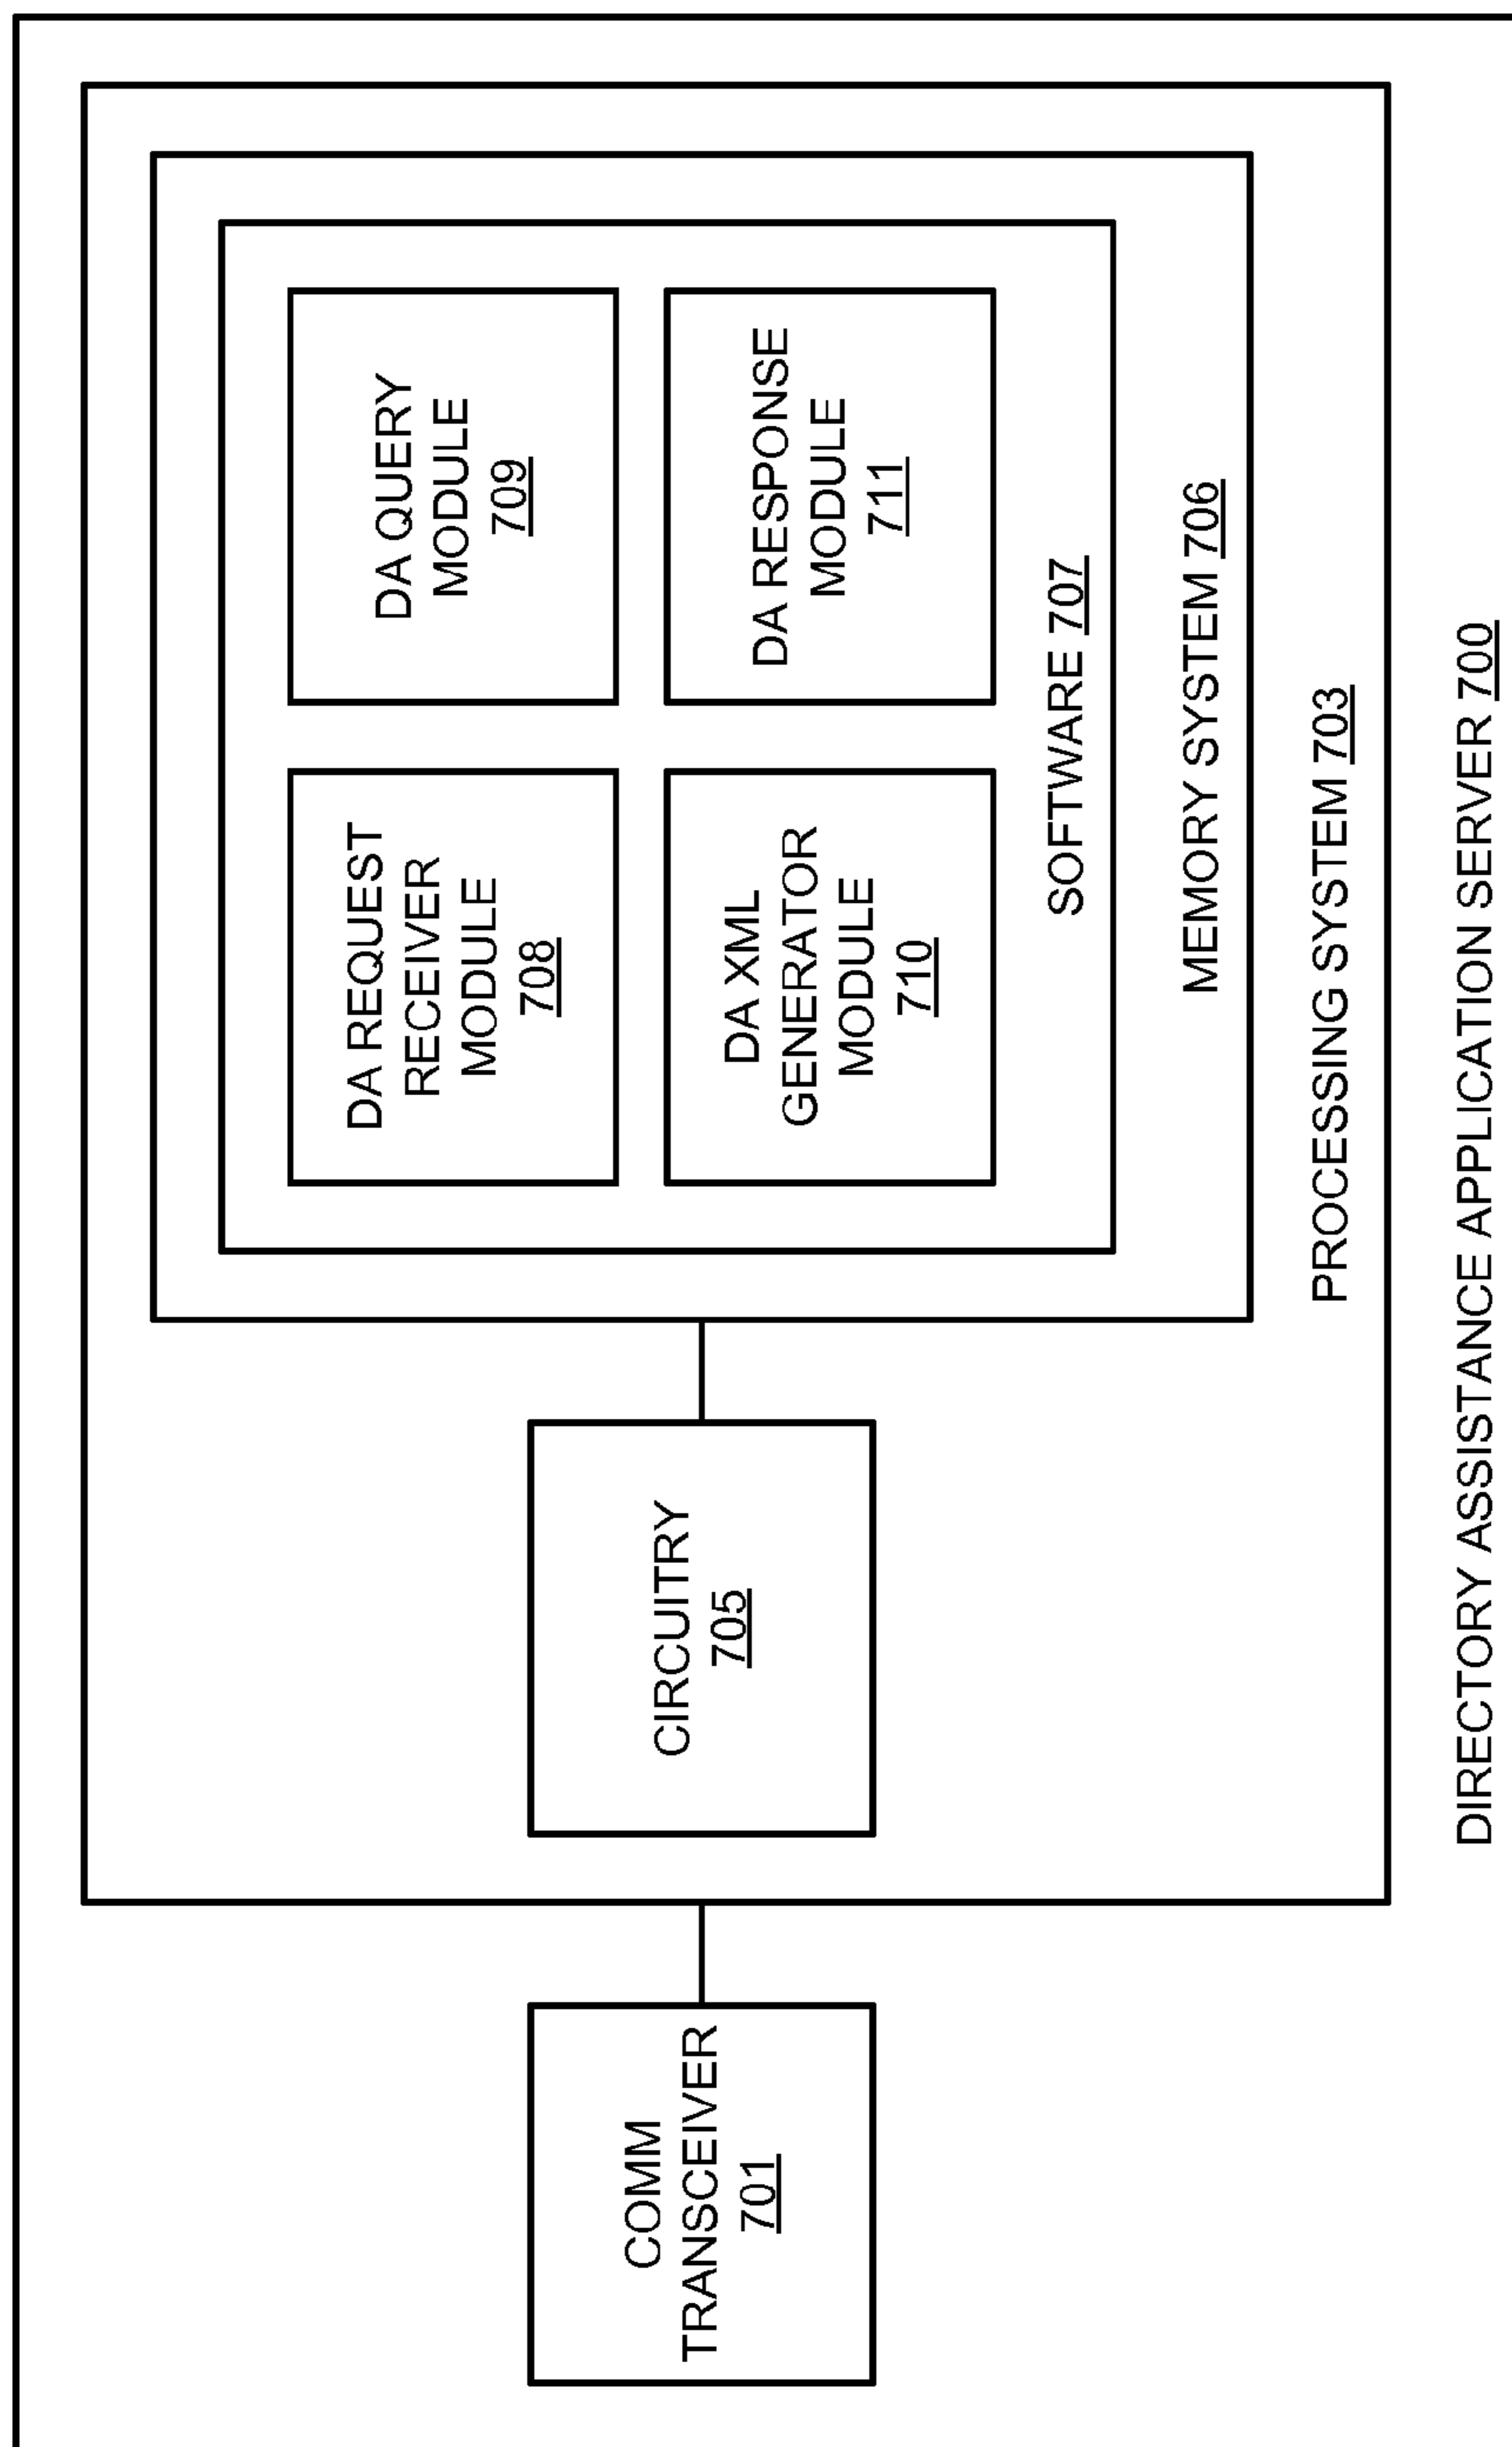 COMM
TRANSCEIVER
701
CIRCUITRY
705
DA REQUEST
RECEIVER
MODULE
708
DA QUERY
MODULE
709
DA XML
GENERATOR
MODULE
710
DA RESPONSE
MODULE
711
SOFTWARE 707
MEMORY SYSTEM 706
PROCESSING SYSTEM 703
DIRECTORY ASSISTANCE APPLICATION SERVER 700